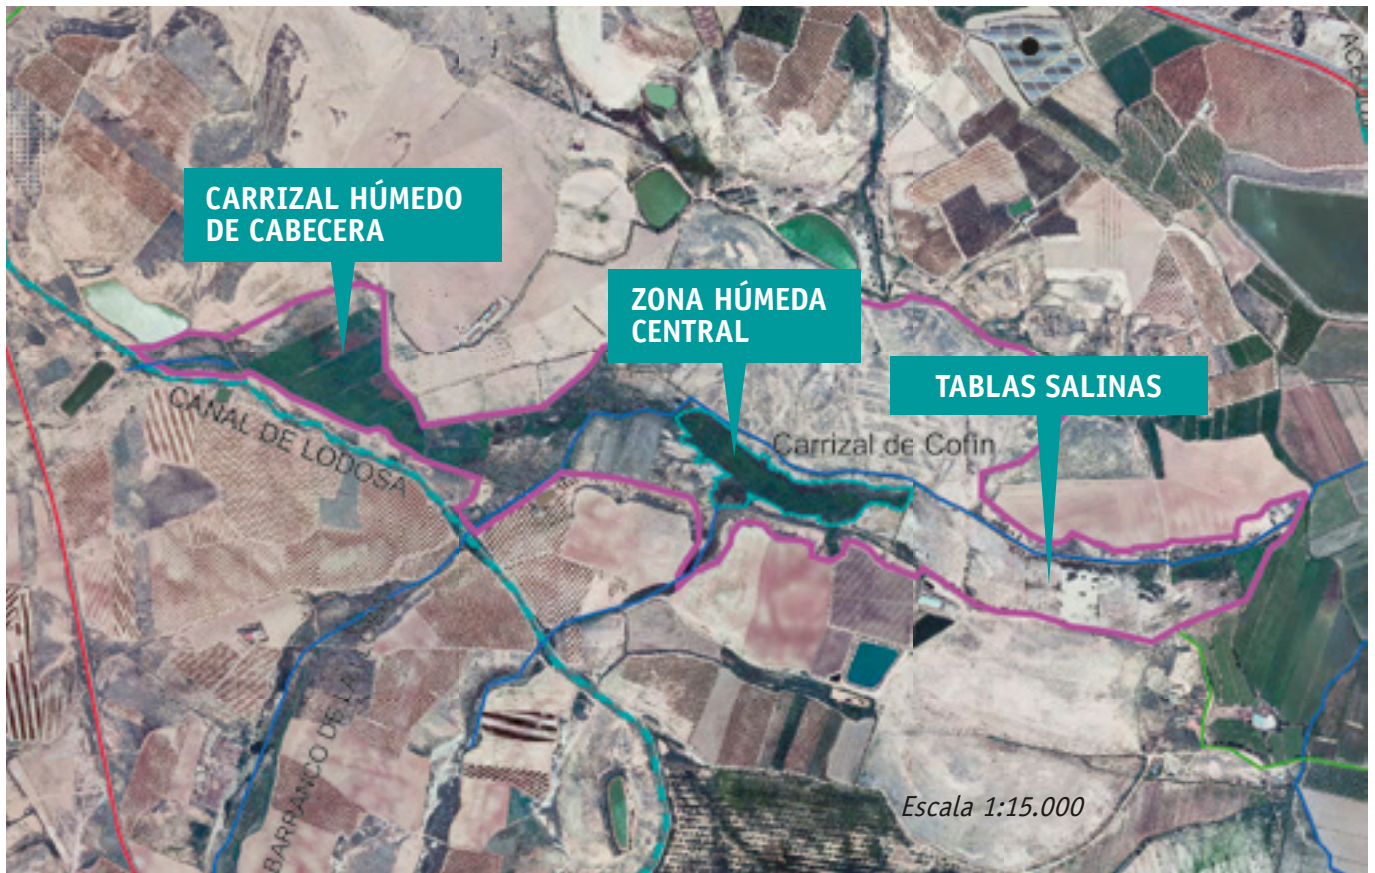 CARRIZAL HÚMEDO
DE CABECERA
ZONA HÚMEDA
CENTRAL
TABLAS SALINAS
Carrizal de Cofin
CANAL DE LODOSA
BARRANCO DE LA
Escala 1:15.000